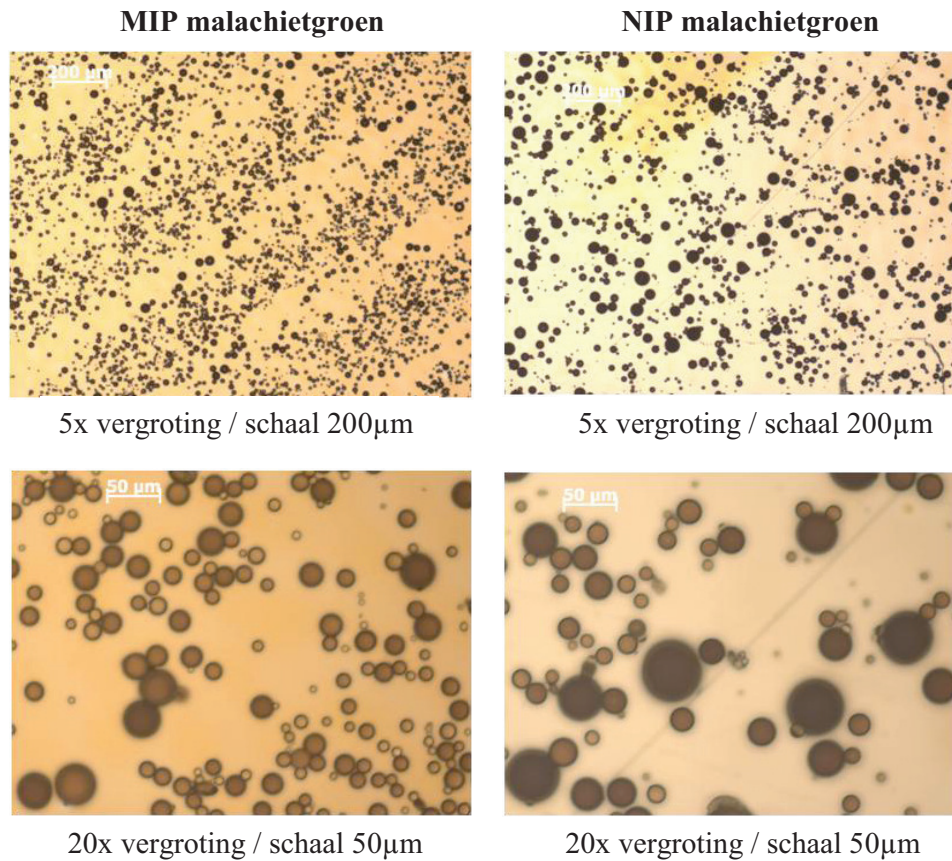 MIP malachietgroen
NIP malachietgroen
200 µm
200 µm
5x vergroting / schaal 200µm
5x vergroting / schaal 200µm
50 µm
50 µm
20x vergroting / schaal 50µm
20x vergroting / schaal 50µm